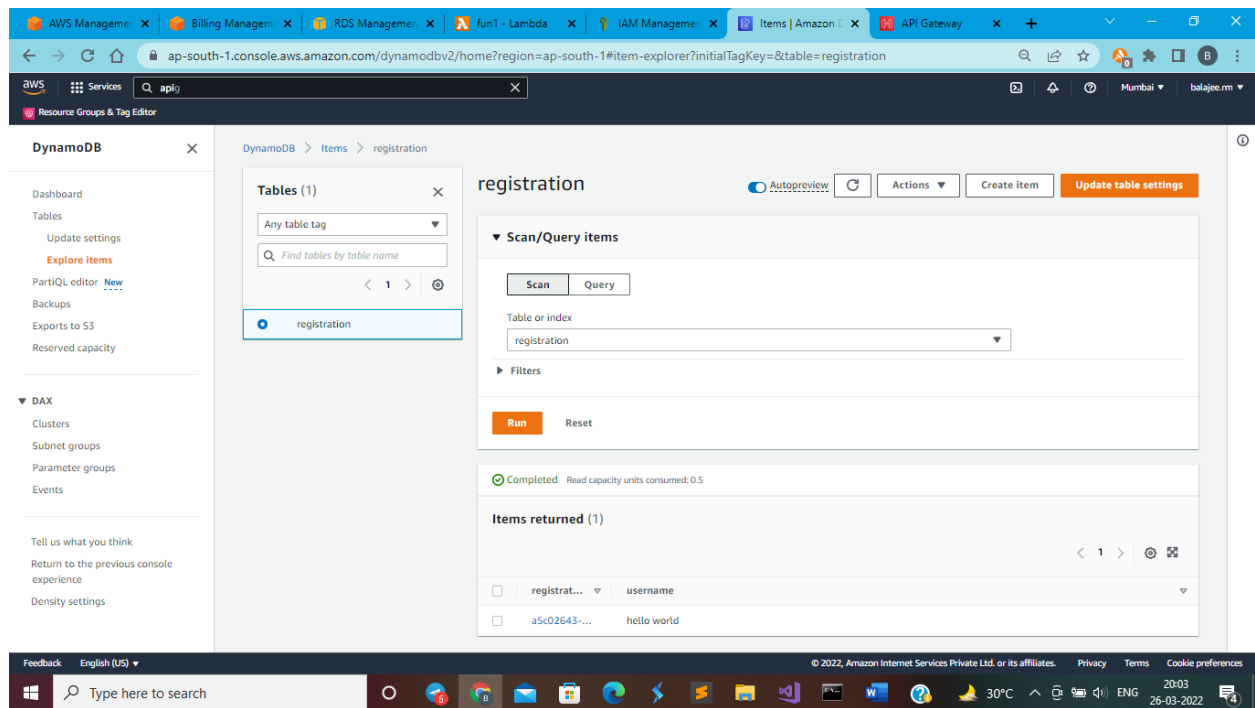 AWS Managemen
Billing Managem
RDS Managemen
fun1 - Lambda
IAM Managemen
Items | Amazon D
API Gateway
ap-south-1.console.aws.amazon.com/dynamodbv2/home?region=ap-south-1#item-explorer?initialTagKey=&table=registration
0
B
aws
Services
apig
Mumbai
balajee.rm
Resource Groups & Tag Editor
DynamoDB
Dashboard
Tables
Update settings
Explore items
PartiQL editor New
Backups
Exports to S3
Reserved capacity
DAX
Clusters
Subnet groups
Parameter groups
Events
Tell us what you think
Return to the previous console
experience
Density settings
DynamoDB > Items > registration
Tables (1)
Any table tag
Find tables by table name
< 1 >
registration
registration
Autopreview
Actions
Create item
Update table settings
Scan/Query items
Scan
Query
Table or index
registration
Filters
Run
Reset
Completed Read capacity units consumed: 0.5
Items returned (1)
< 1 >
registrat...
username
a5c02643-...
hello world
Feedback
English (US)
© 2022, Amazon Internet Services Private Ltd. or its affiliates.
Privacy
Terms
Cookie preferences
Type here to search
30°C
ENG
20:03
26-03-2022
4